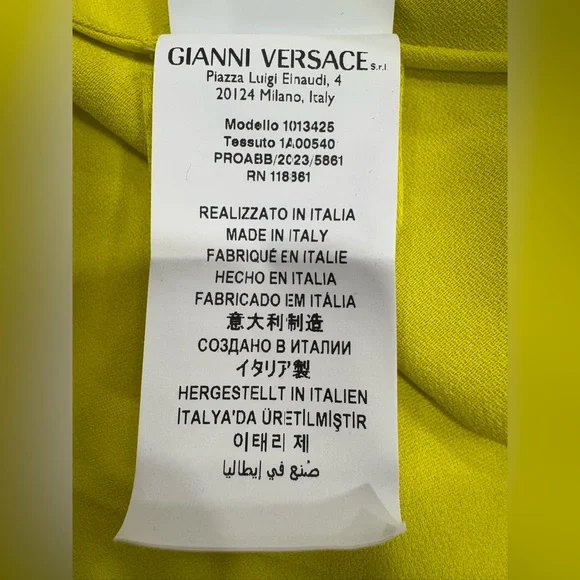 GIANNI VERSACE s.r.l.
Piazza Luigi Einaudi, 4
20124 Milano, Italy
Modello 1013425
Tessuto 1A00540
PROABB/2023/5861
RN 118361
REALIZZATO IN ITALIA
MADE IN ITALY
FABRIQUÉ EN ITALIE
HECHO EN ITALIA
FABRICADO EM ITÁLIA
意大利制造
СОЗДАНО В ИТАЛИИ
イタリア製
HERGESTELLT IN ITALIEN
İTALYA'DA ÜRETİLMİŞTİR
이태리 제
صُنع في إيطاليا